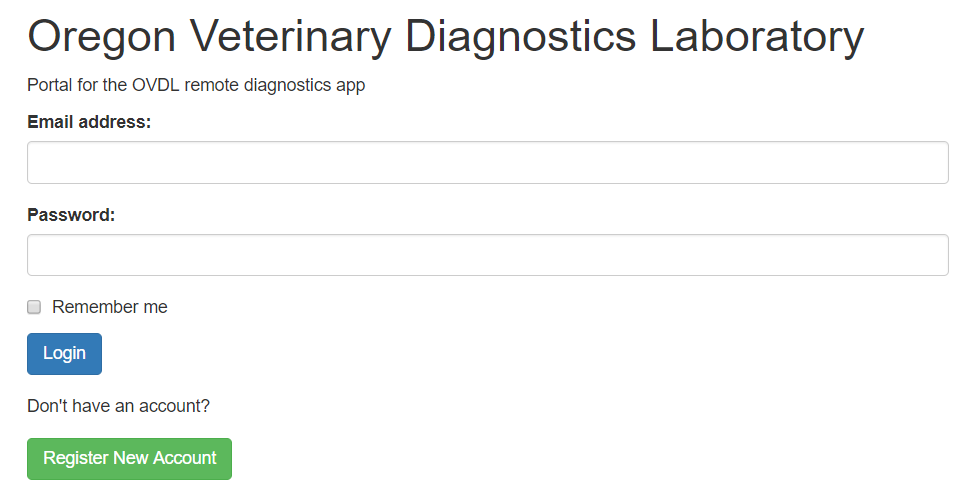 Oregon Veterinary Diagnostics Laboratory
Portal for the OVDL remote diagnostics app
Email address:
Password:
Remember me
Login
Don't have an account?
Register New Account